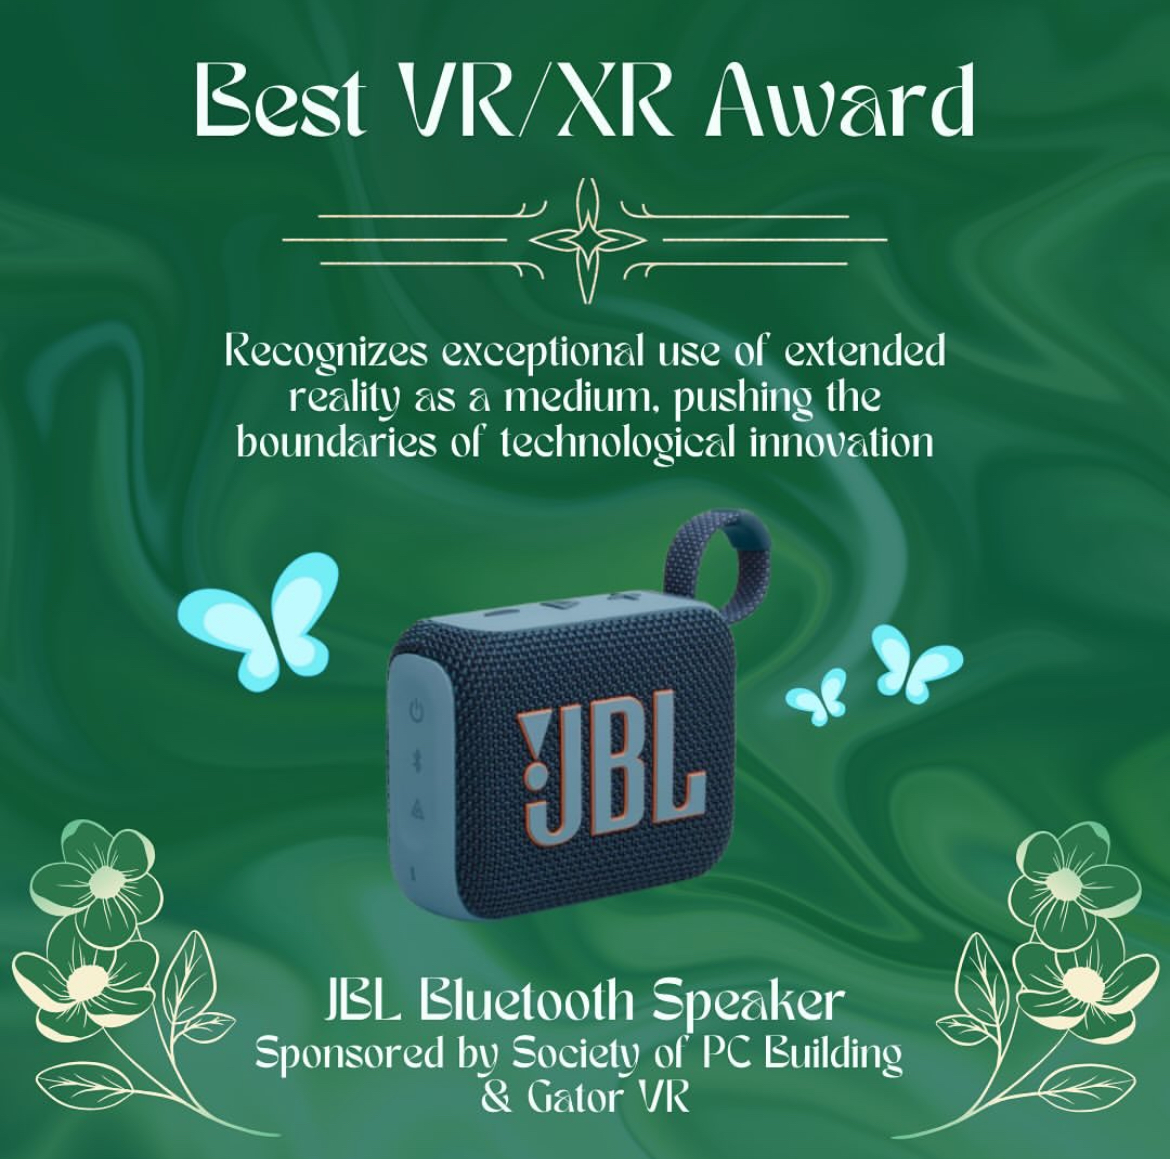 Best VR/XR Award
Recognizes exceptional use of extended
reality as a medium, pushing the
boundaries of technological innovation
JBL
JBL Bluetooth Speaker
Sponsored by Society of PC Building
& Gator VR